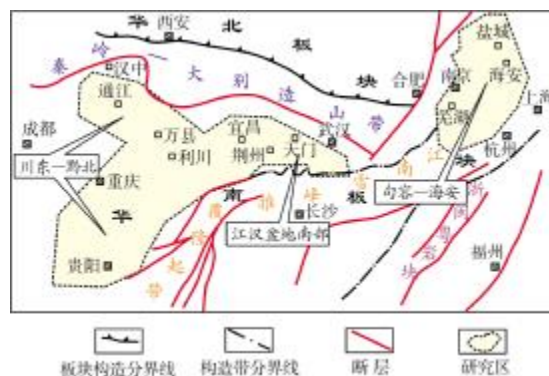 华北板块
西安
盐城
秦岭—大别造山带
汉中
合肥
南京
海安
通江
上海
芜湖
成都
万县
宜昌
武汉
荆州
天门
利川
杭州
川东—黔北
句容—海安
重庆
华南板块
长沙
江汉盆地南部
贵阳
福州
板块构造分界线
构造带分界线
断层
研究区